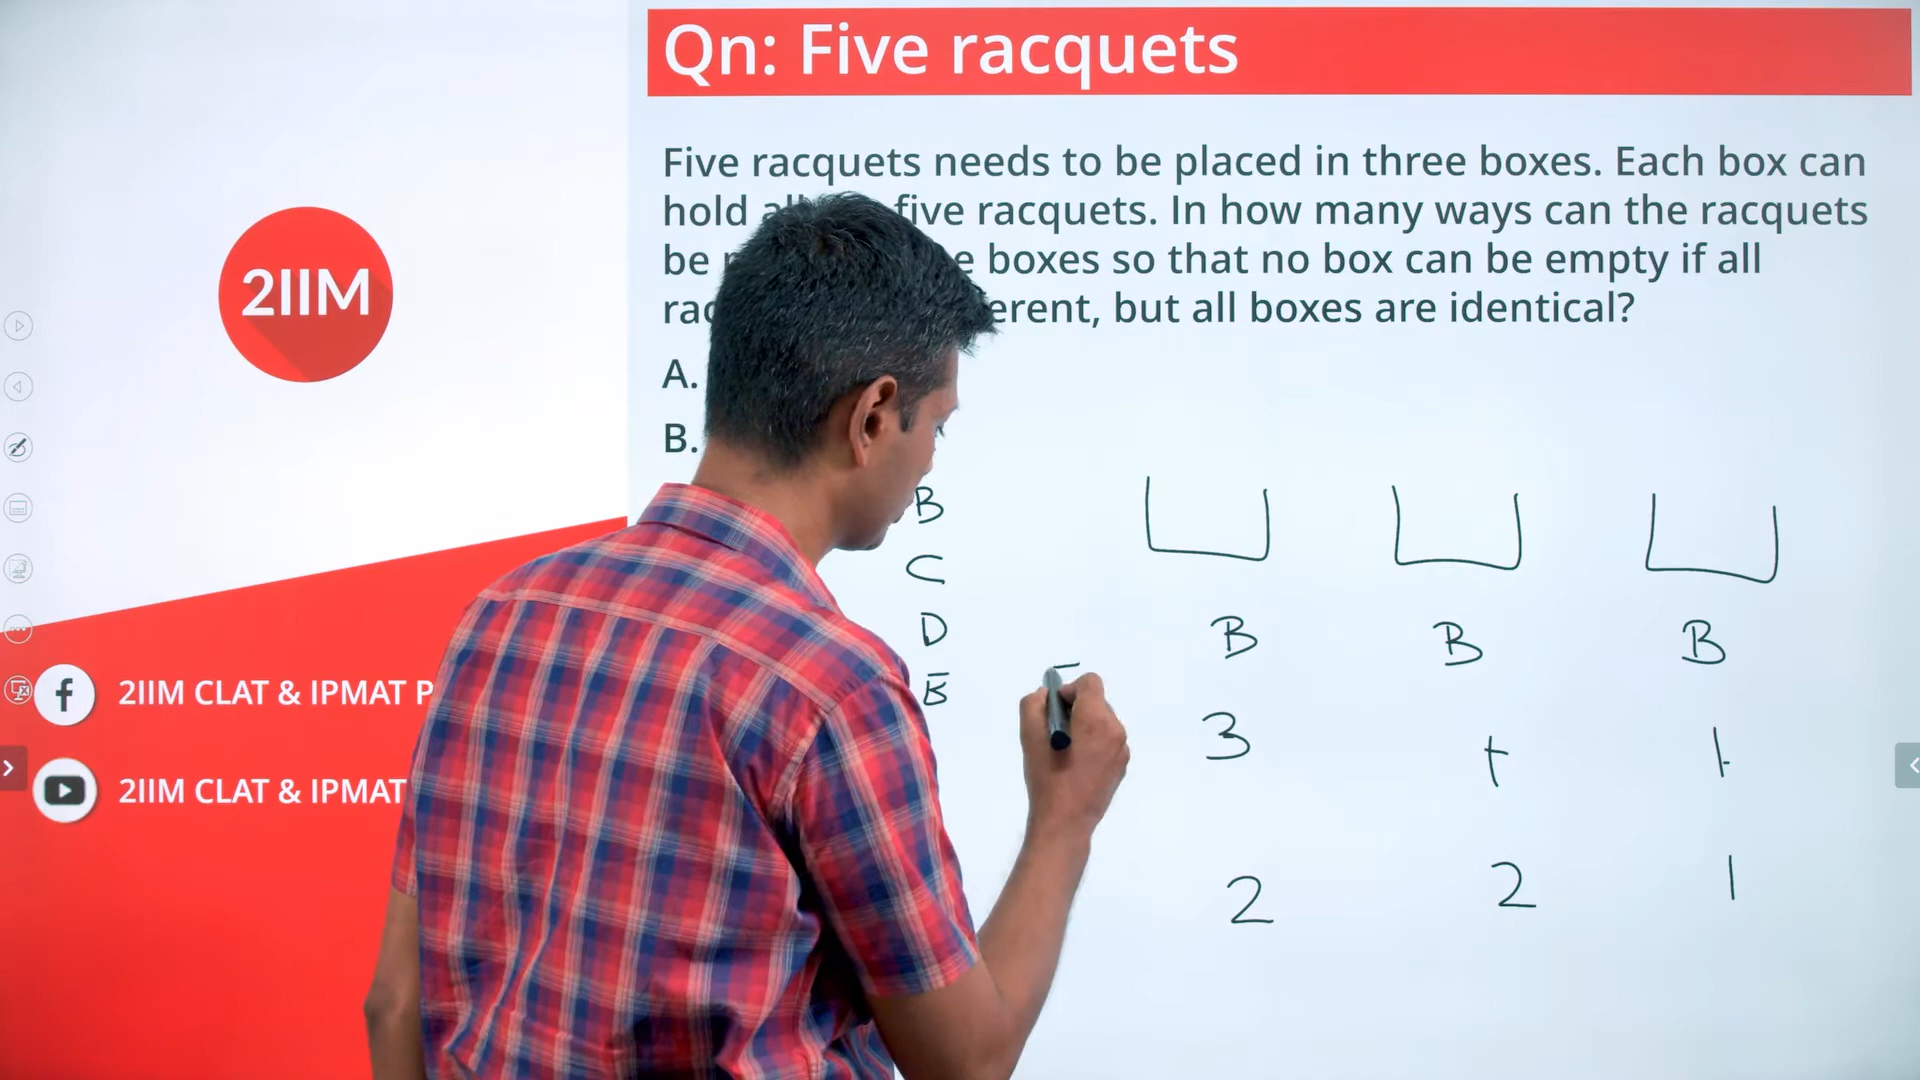 Qn: Five racquets
Five racquets needs to be placed in three boxes. Each box can
hold five racquets. In how many ways can the racquets
be boxes so that no box can be empty if all
but all boxes are identical?
A.
B.
2IIM
B
C
D
E
B B B
3 1 1
2 2 1
2IIM CLAT & IPMAT
2IIM CLAT & IPMAT